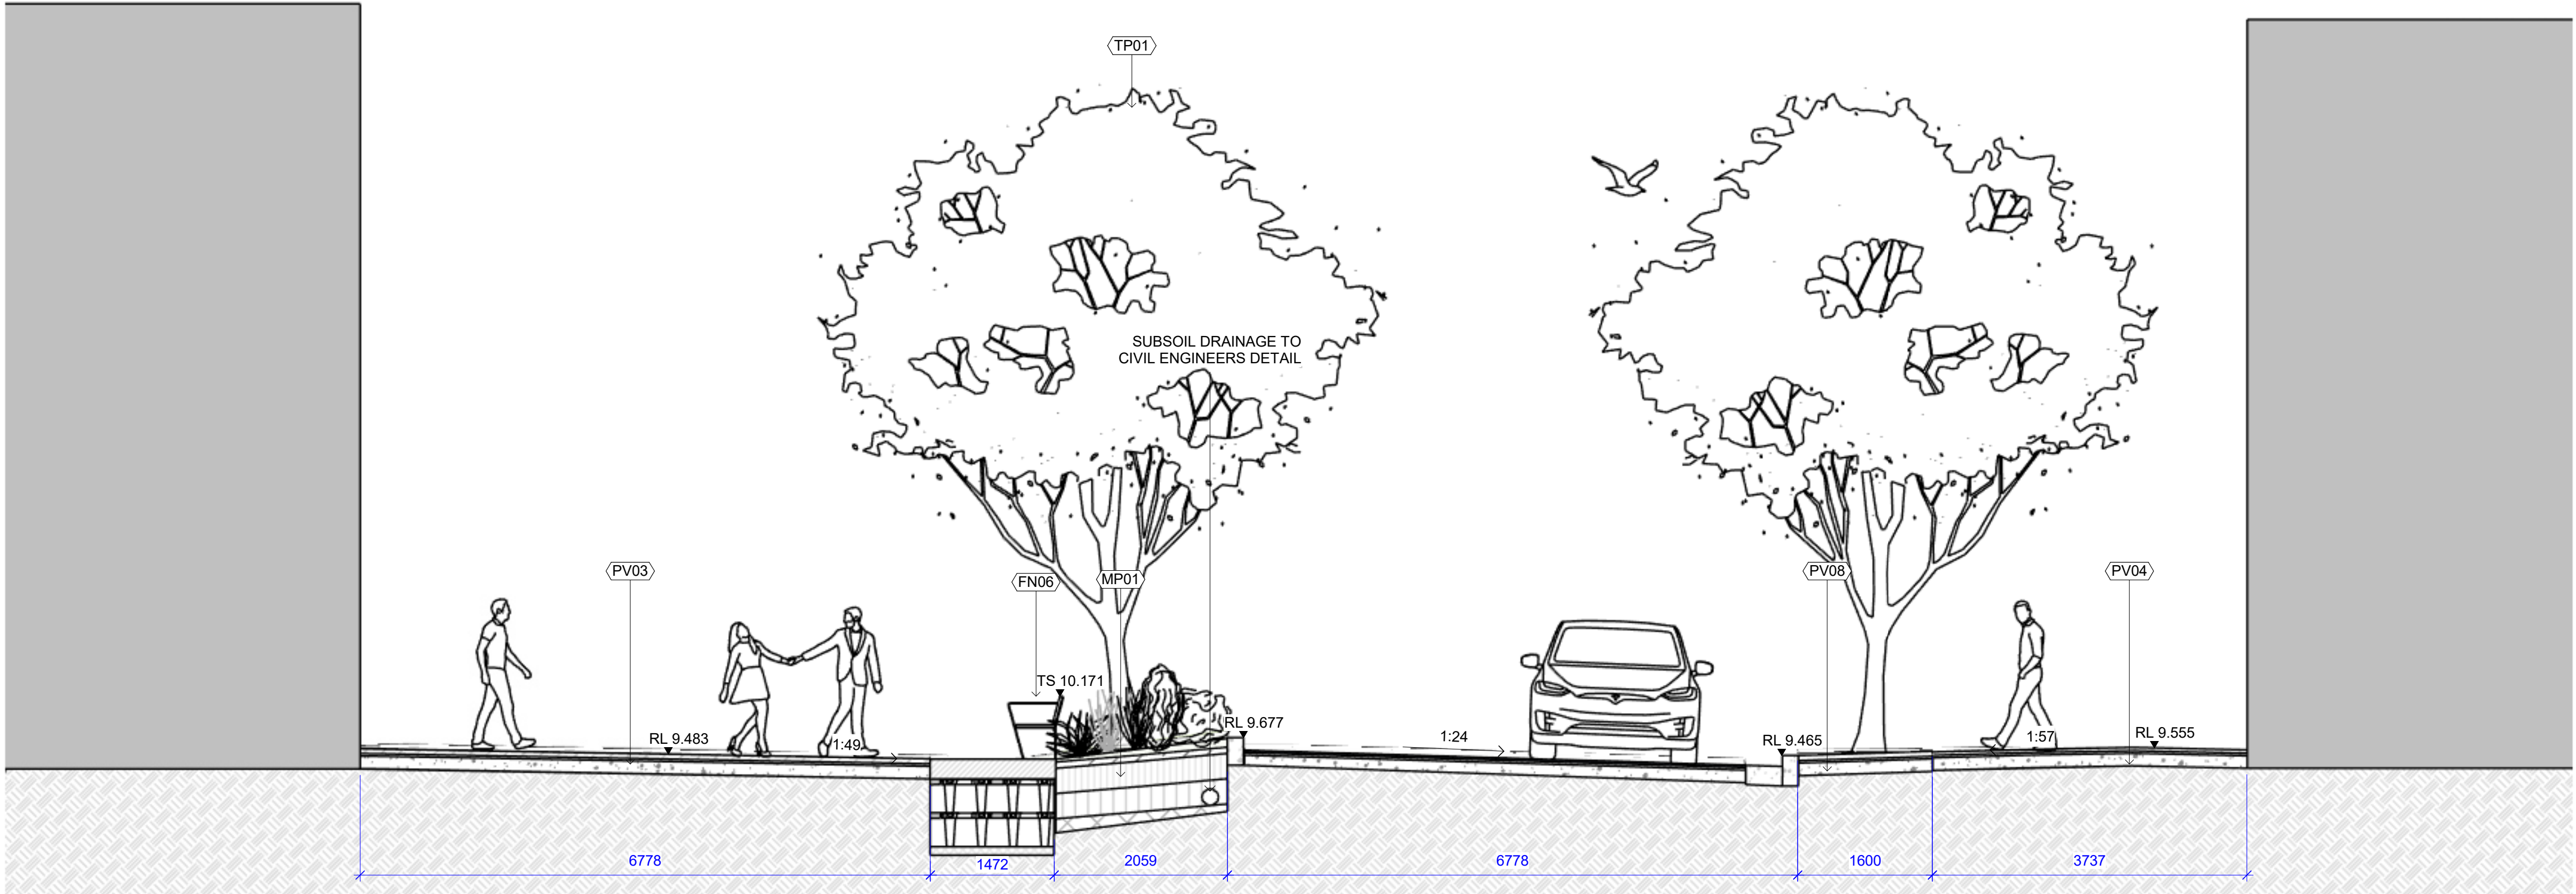 TP01
SUBSOIL DRAINAGE TO
CIVIL ENGINEERS DETAIL
PV03
FN06
MP01
PV08
PV04
TS 10.171
RL 9.483
1:49
RL 9.677
1:24
RL 9.465
1:57
RL 9.555
6778
1472
2059
6778
1600
3737